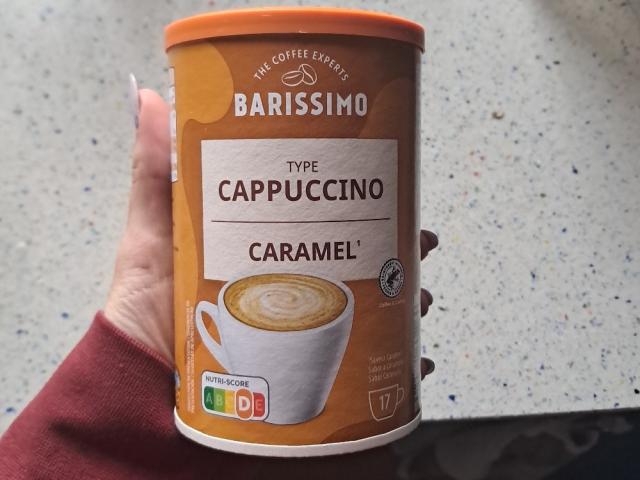 THE COFFEE EXPERTS
BARISSIMO
TYPE
CAPPUCCINO
CARAMEL¹
NUTRI-SCORE
A B C D E
17